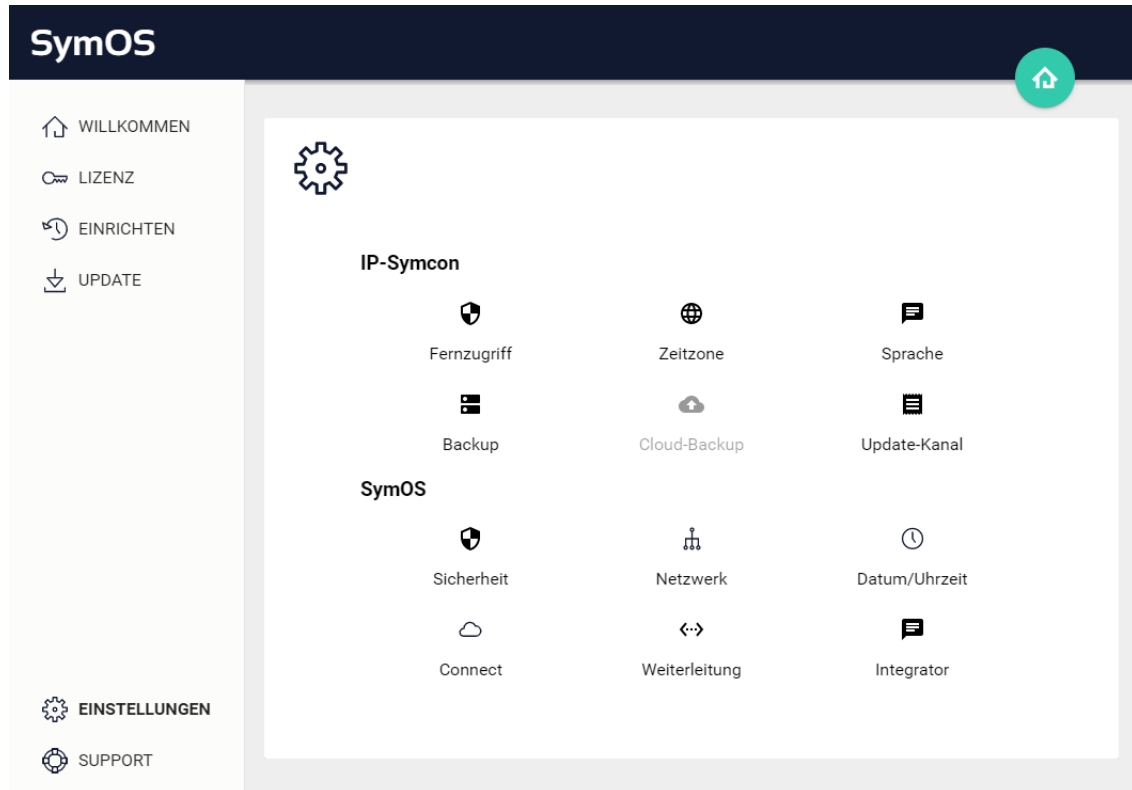 SymOS
WILLKOMMEN
LIZENZ
EINRICHTEN
UPDATE
IP-Symcon
Fernzugriff Zeitzone Sprache
Backup Cloud-Backup Update-Kanal
SymOS
Sicherheit Netzwerk Datum/Uhrzeit
Connect Weiterleitung Integrator
EINSTELLUNGEN
SUPPORT